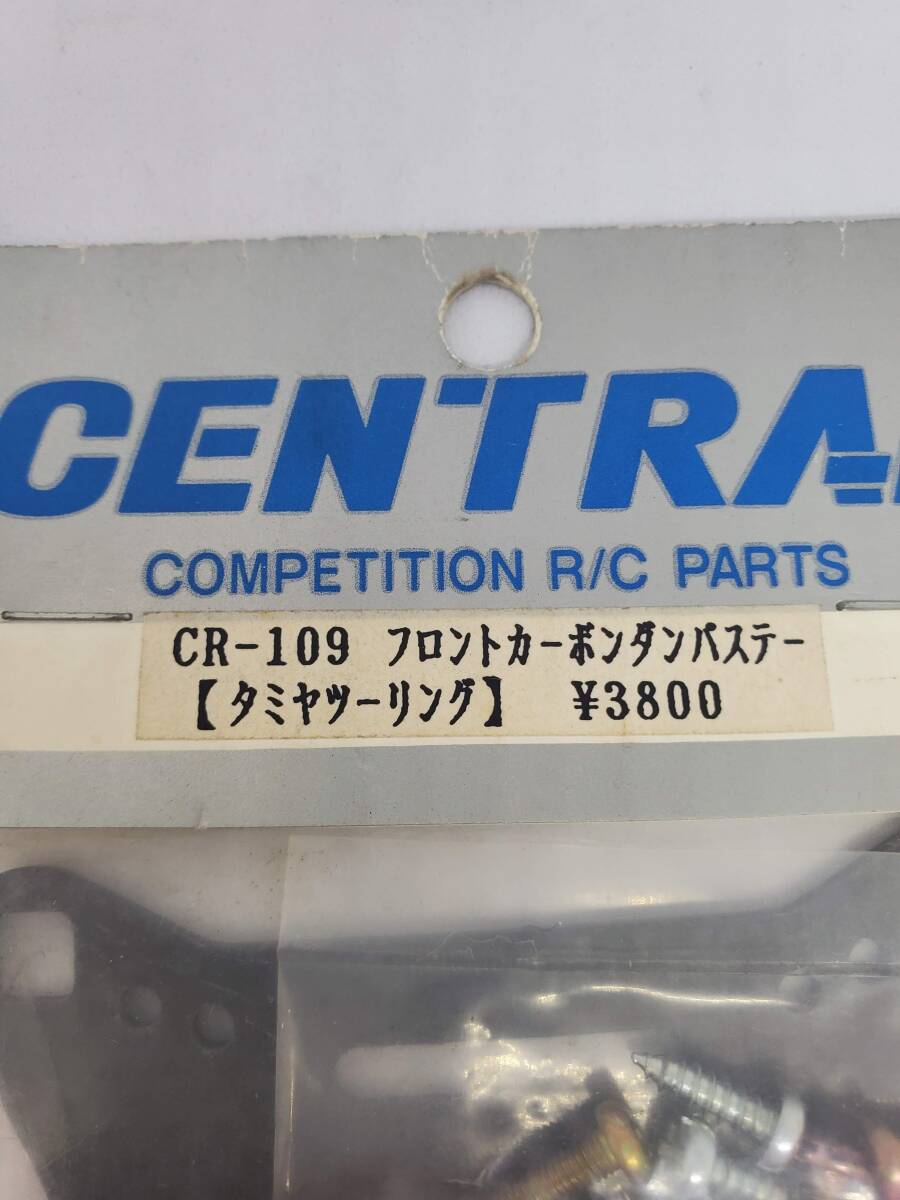 CENTRAL
COMPETITION R/C PARTS
CR-109 フロントカーボンダンパステー
【タミヤツーリング】 ¥3800